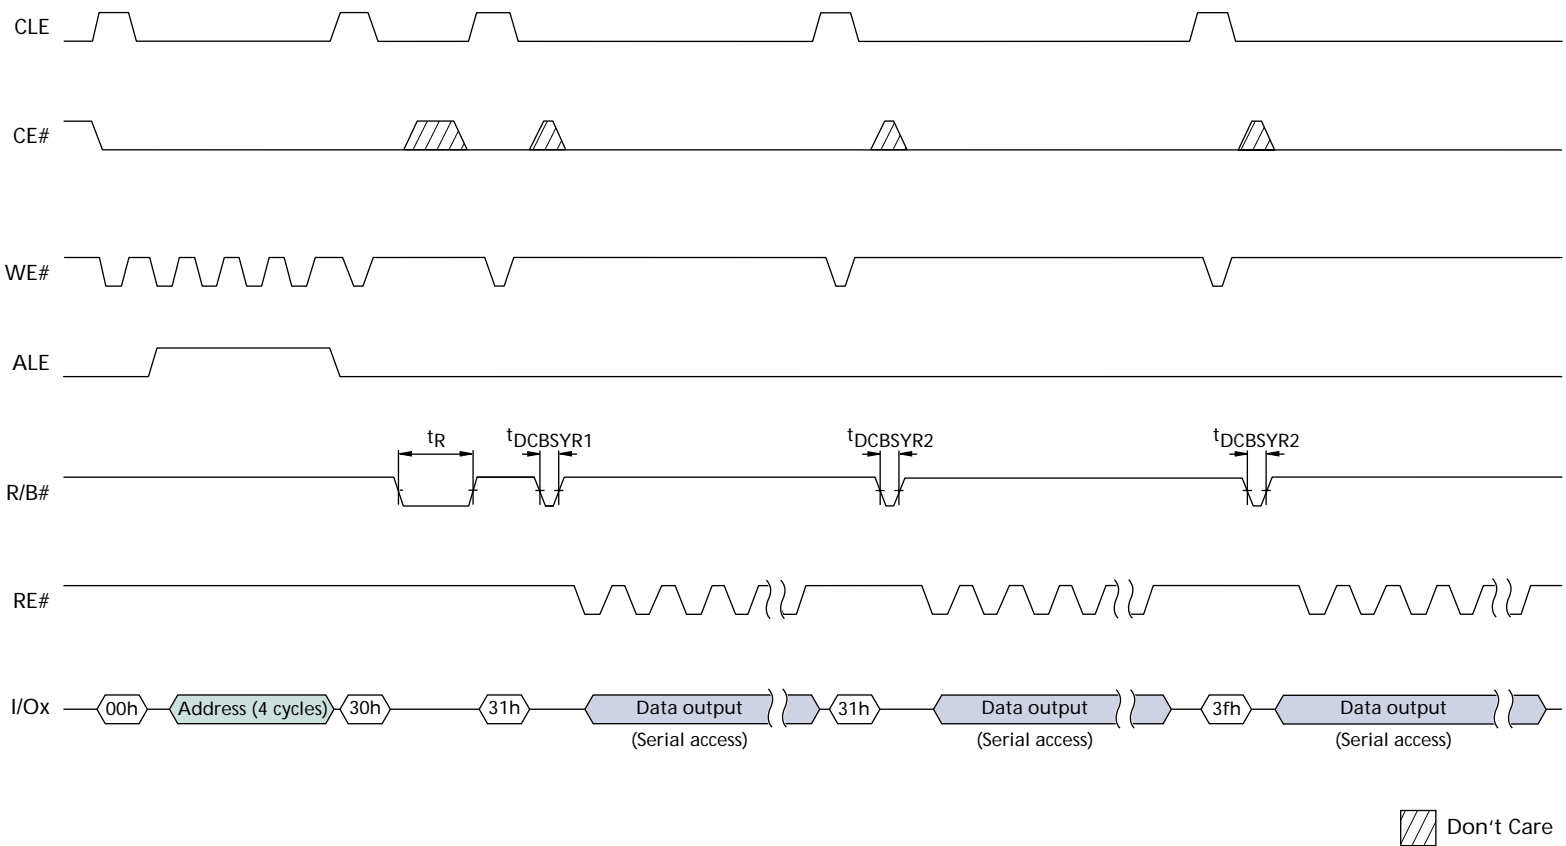 CLE
CE#
WE#
ALE
tR tDCBSYR1 tDCBSYR2 tDCBSYR2
R/B#
RE#
I/Ox 00h Address (4 cycles) 30h 31h Data output 31h Data output 3fh Data output
(Serial access) (Serial access) (Serial access)
Don't Care